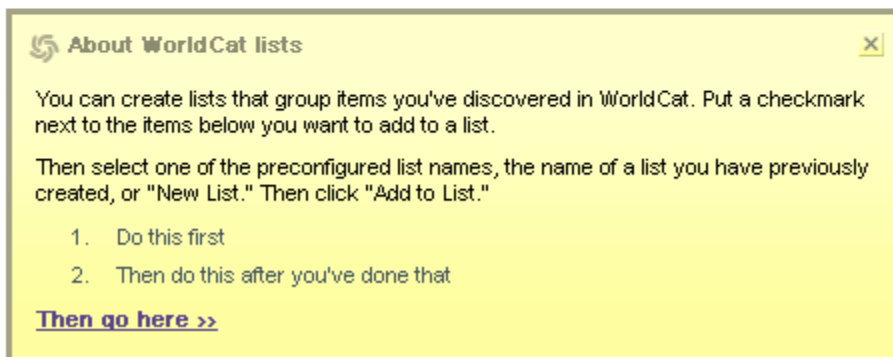 About WorldCat lists
You can create lists that group items you've discovered in WorldCat. Put a checkmark
next to the items below you want to add to a list.
Then select one of the preconfigured list names, the name of a list you have previously
created, or "New List." Then click "Add to List."
1. Do this first
2. Then do this after you've done that
Then go here >>